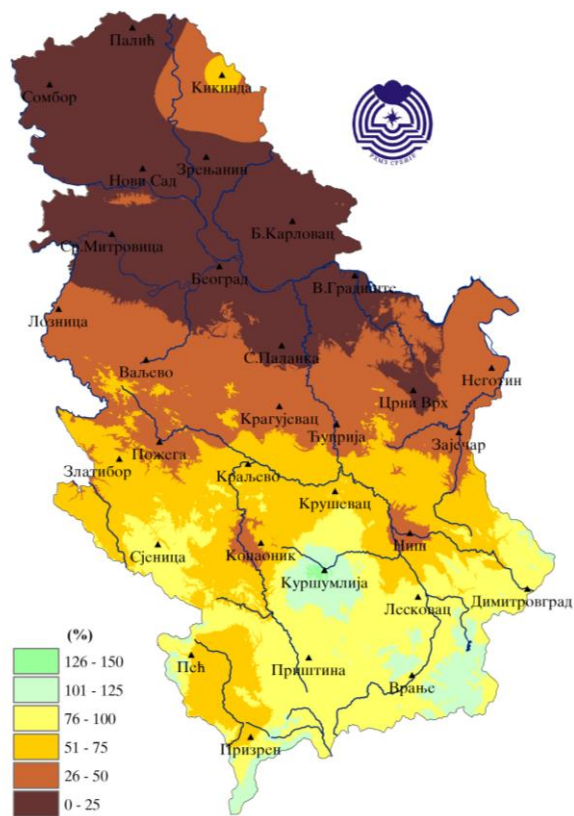 Палић
Кикинда
Сомбор
РХМЗ СРБИЈЕ
Зрењанин
Нови Сад
Б.Карловац
Ср.Митровица
Београд
В.Градиште
Лозница
С.Паланка
Ваљево
Неготин
Црни Врх
Крагујевац
Ћуприја
Зајечар
Пожега
Златибор
Краљево
Крушевац
Ниш
Сјеница
Копаоник
Куршумлија
Димитровград
Лесковац
(%)
126 - 150
101 - 125
76 - 100
51 - 75
26 - 50
0 - 25
Пећ
Приштина
Врање
Призрен